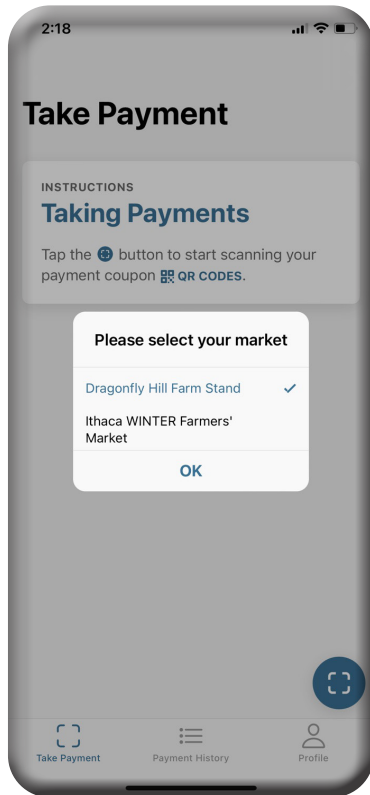 2:18
Take Payment
INSTRUCTIONS
Taking Payments
Tap the button to start scanning your
payment coupon QR CODES.
Please select your market
Dragonfly Hill Farm Stand
Ithaca WINTER Farmers'
Market
OK
Take Payment
Payment History
Profile